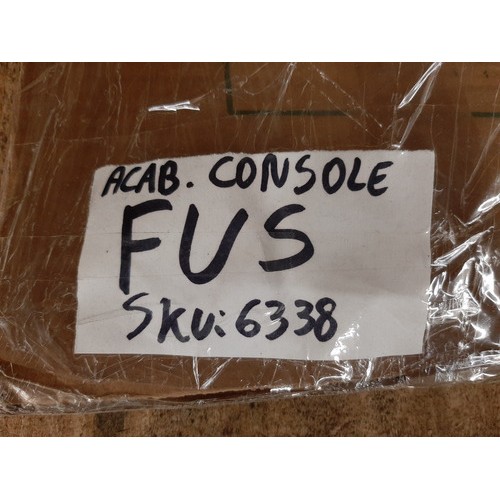 ACAB. CONSOLE
FUS
SKU: 6338